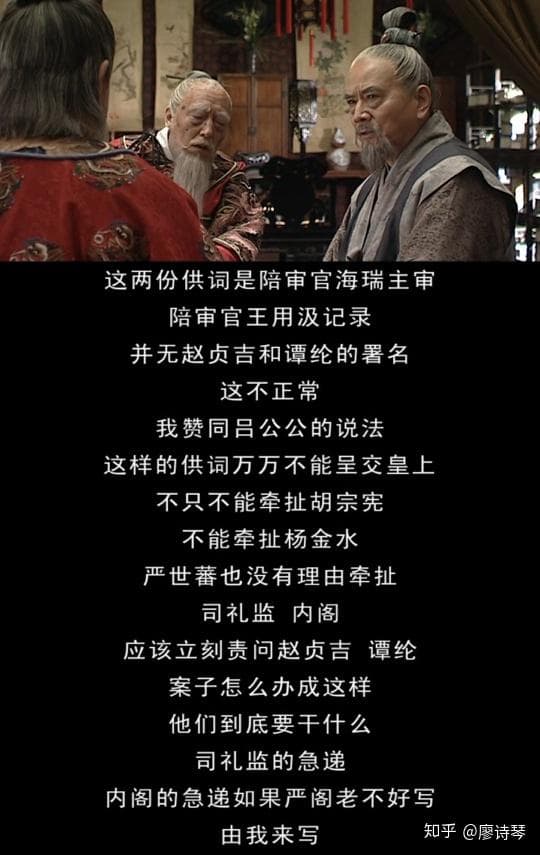 这两份供词是陪审官海瑞主审
陪审官王用汲记录
并无赵贞吉和谭纶的署名
这不正常
我赞同吕公公的说法
这样的供词万万不能呈交皇上
不只不能牵扯胡宗宪
不能牵扯杨金水
严世蕃也没有理由牵扯
司礼监 内阁
应该立刻责问赵贞吉 谭纶
案子怎么办成这样
他们到底要干什么
司礼监的急递
内阁的急递如果严阁老不好写
由我来写
知乎 @廖诗琴